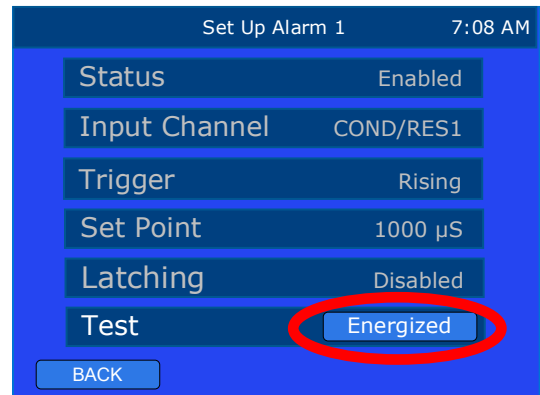 Set Up Alarm 1 7:08 AM
Status Enabled
Input Channel COND/RES1
Trigger Rising
Set Point 1000 µS
Latching Disabled
Test Energized
BACK